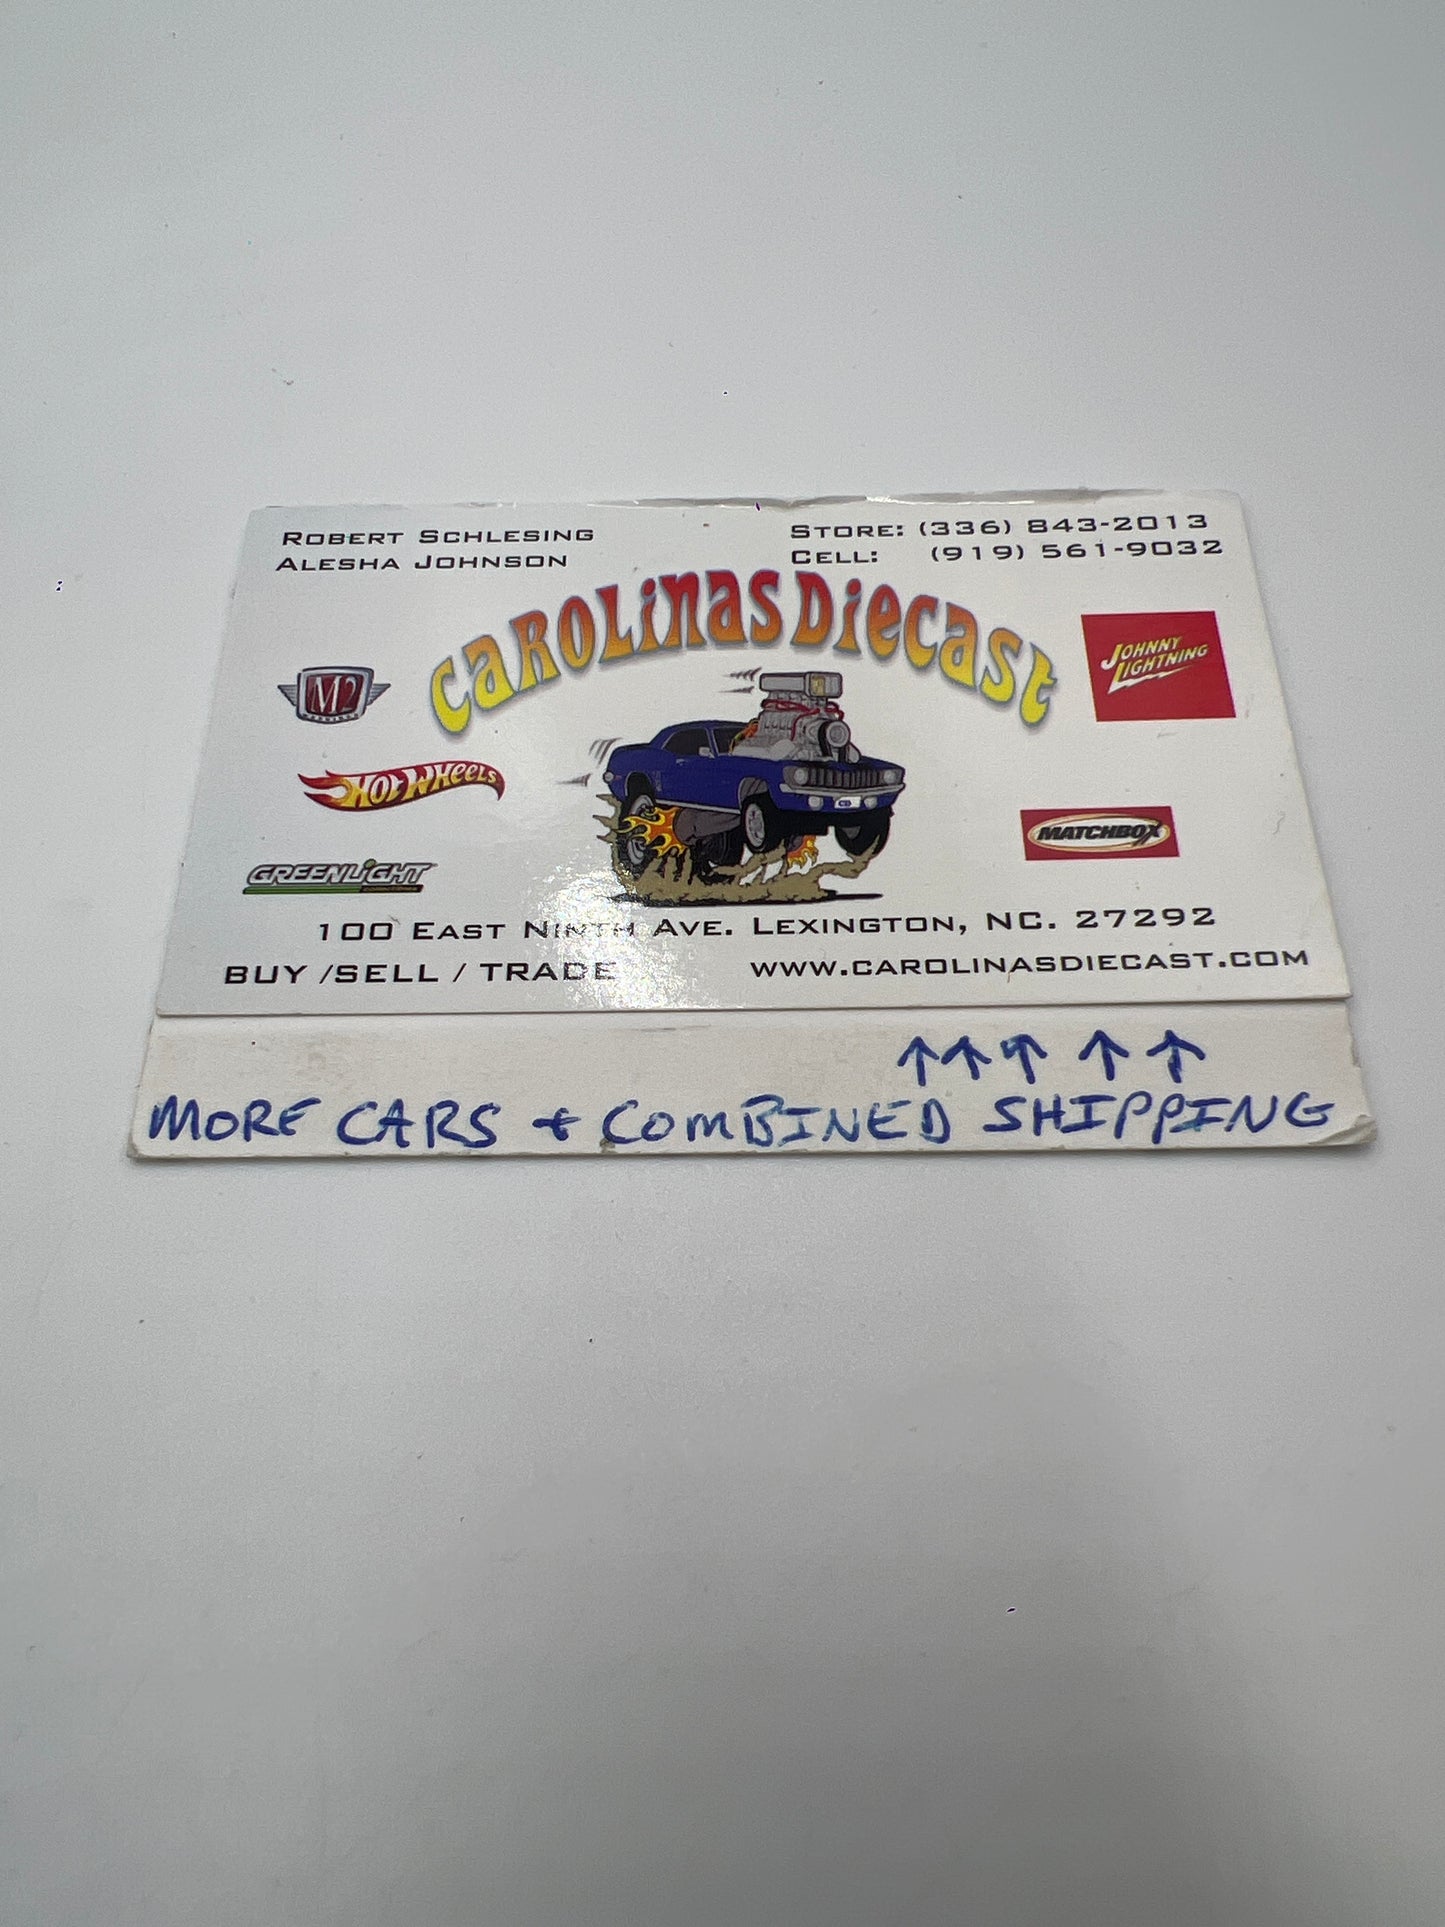 ROBERT SCHLESING
ALESHA JOHNSON
STORE: (336) 843-2013
CELL: (919) 561-9032
CAROLINAS DIECAST
M2
JOHNNY LIGHTNING
HOT WHEELS
MATCHBOX
GREENLIGHT
100 EAST NINTH AVE. LEXINGTON, NC. 27292
BUY /SELL / TRADE
WWW.CAROLINASDIECAST.COM
↑ ↑ ↑ ↑ ↑
MORE CARS + COMBINED SHIPPING